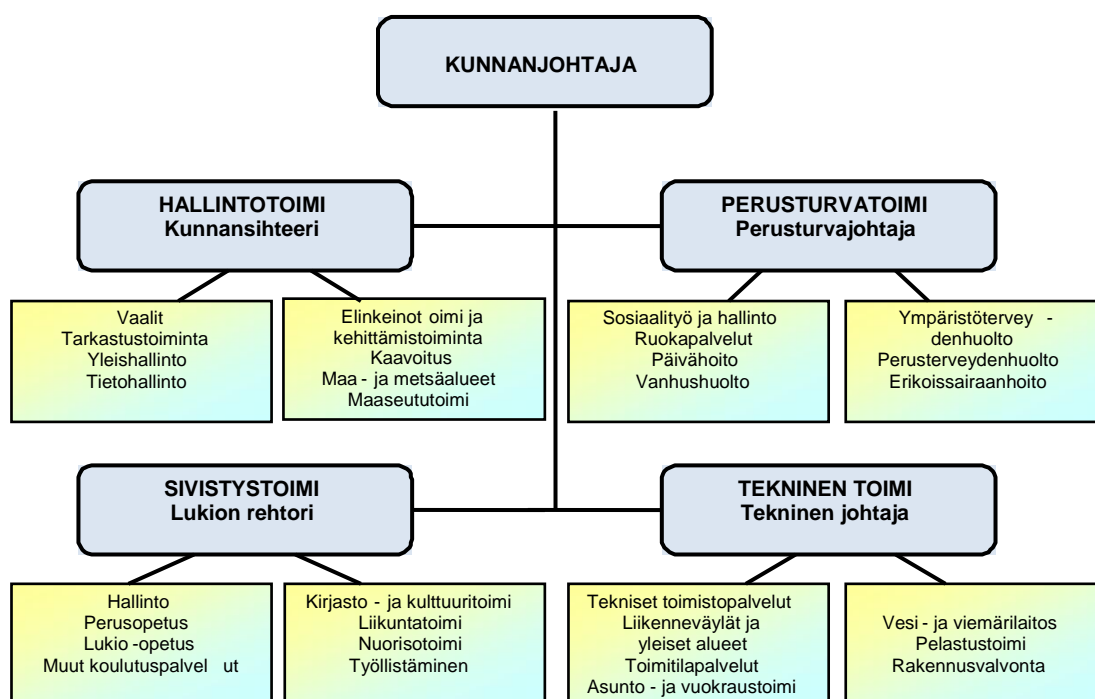 KUNNANJOHTAJA
HALLINTOTOIMI
Kunnansihteeri
PERUSTURVATOIMI
Perusturvajohtaja
Vaalit
Tarkastustoiminta
Yleishallinto
Tietohallinto
Elinkeinot oimi ja
kehittämistoiminta
Kaavoitus
Maa - ja metsäalueet
Maaseututoimi
Sosiaalityö ja hallinto
Ruokapalvelut
Päivähoito
Vanhushuolto
Ympäristötervey -
denhuolto
Perusterveydenhuolto
Erikoissairaanhoito
SIVISTYSTOIMI
Lukion rehtori
TEKNINEN TOIMI
Tekninen johtaja
Hallinto
Perusopetus
Lukio -opetus
Muut koulutuspalvel ut
Kirjasto - ja kulttuuritoimi
Liikuntatoimi
Nuorisotoimi
Työllistäminen
Tekniset toimistopalvelut
Liikenneväylät ja
yleiset alueet
Toimitilapalvelut
Asunto - ja vuokraustoimi
Vesi - ja viemärilaitos
Pelastustoimi
Rakennusvalvonta